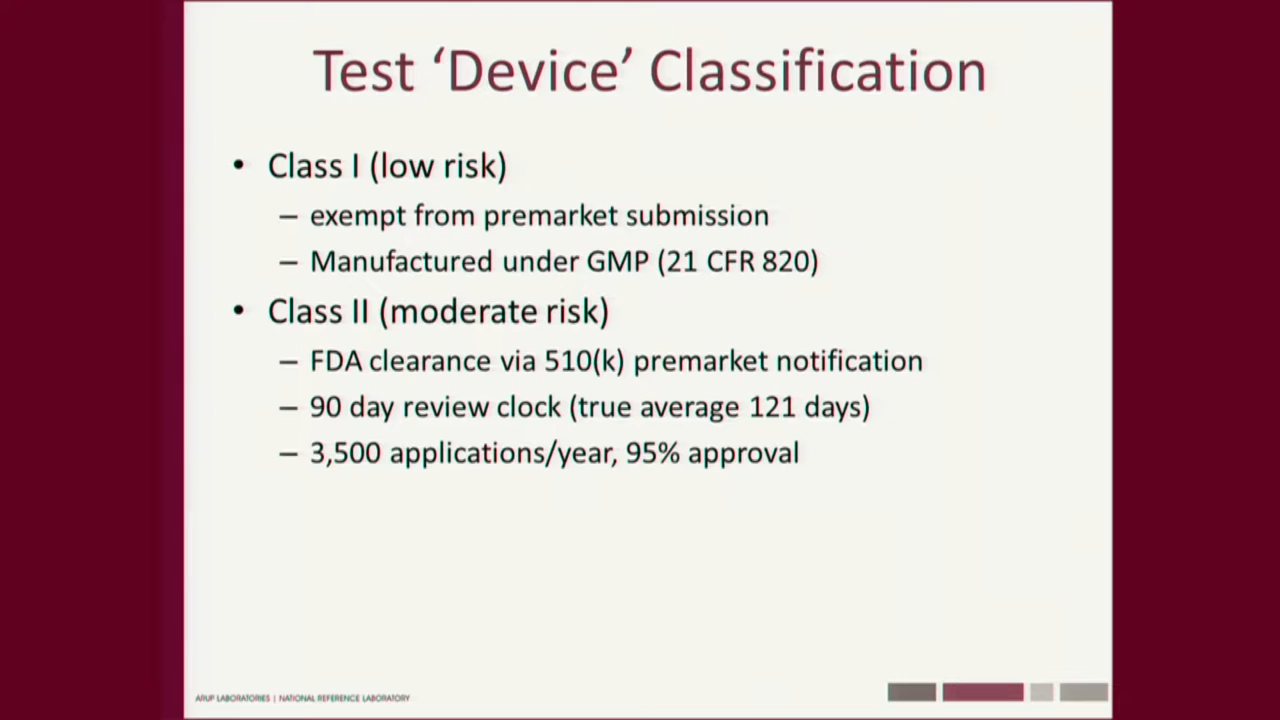 Test ‘Device’ Classification
• Class I (low risk)
– exempt from premarket submission
– Manufactured under GMP (21 CFR 820)
• Class II (moderate risk)
– FDA clearance via 510(k) premarket notification
– 90 day review clock (true average 121 days)
– 3,500 applications/year, 95% approval
ARUP LABORATORIES | NATIONAL REFERENCE LABORATORY